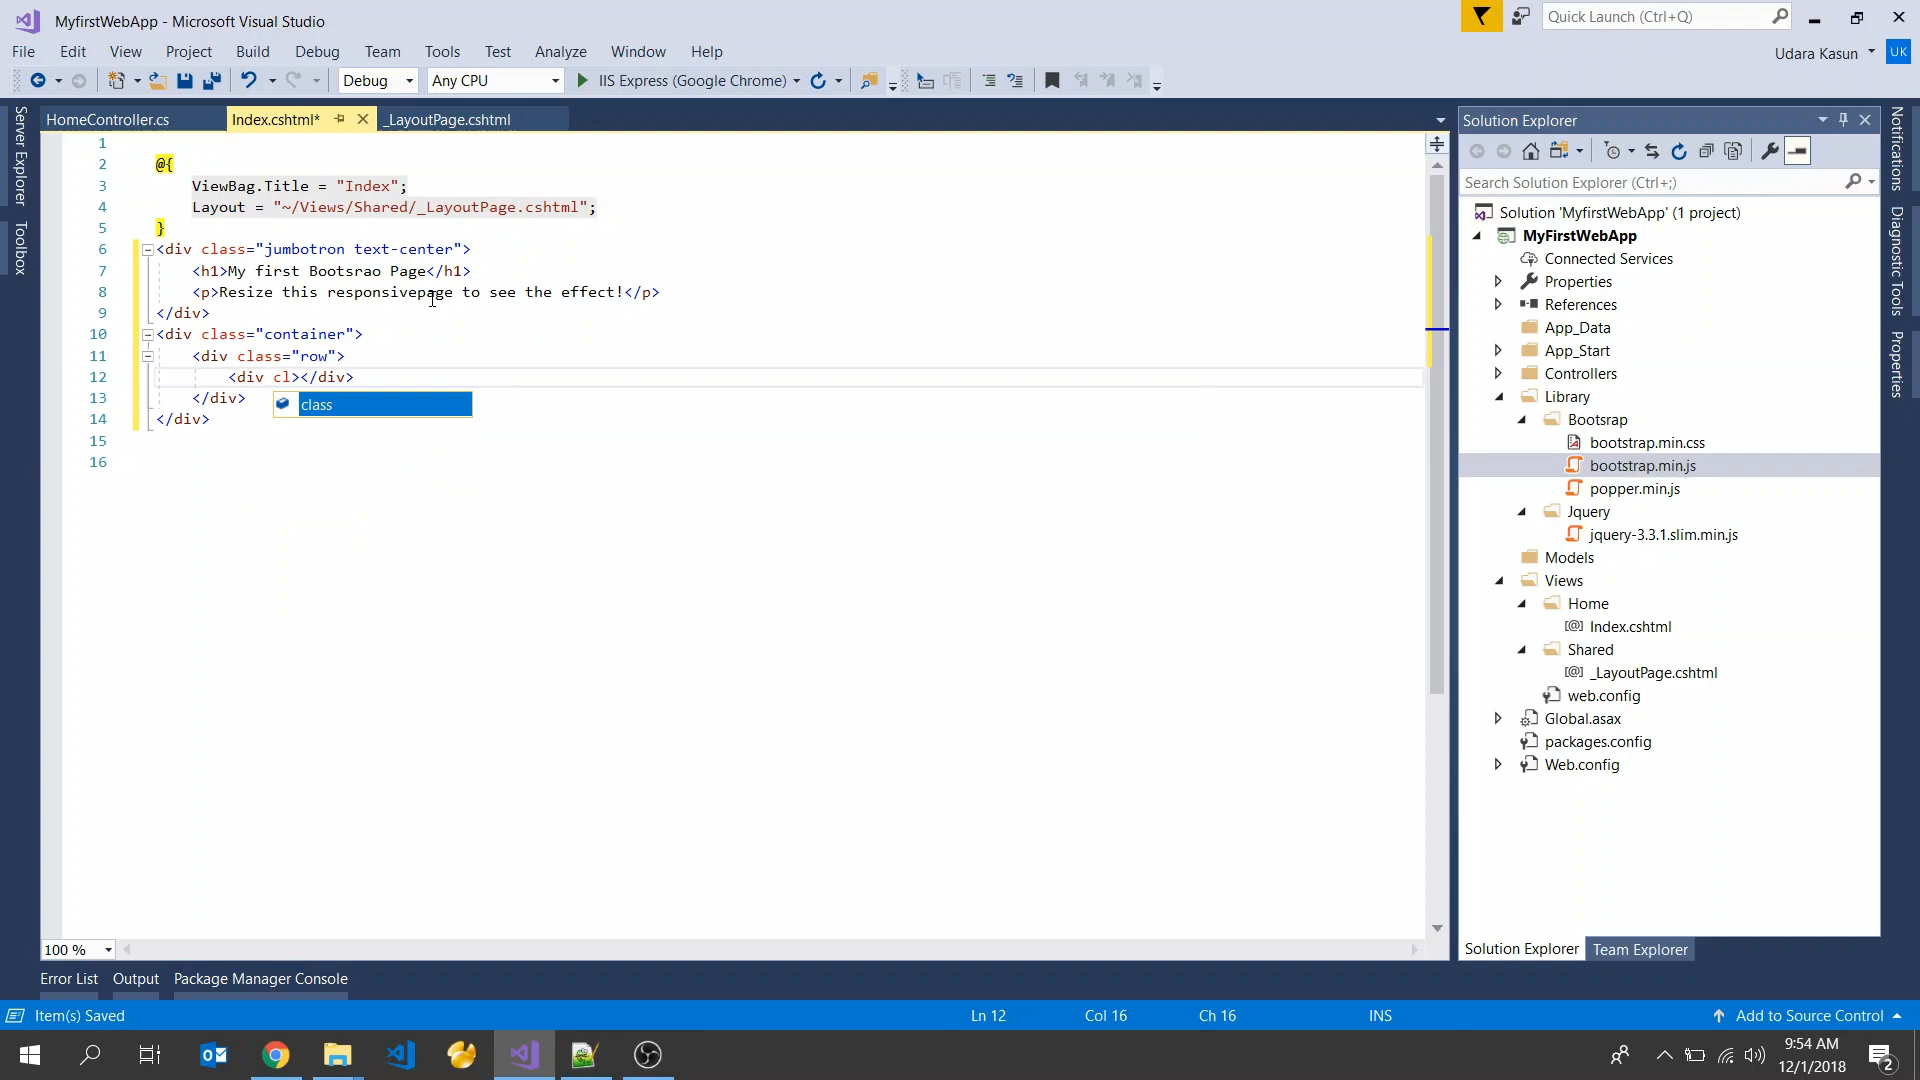 MyfirstWebApp - Microsoft Visual Studio
Quick Launch (Ctrl+Q)
File Edit View Project Build Debug Team Tools Test Analyze Window Help
Udara Kasun UK
Debug Any CPU IIS Express (Google Chrome)
HomeController.cs Index.cshtml* _LayoutPage.cshtml
Server Explorer
Toolbox
1
2 @{
3 ViewBag.Title = "Index";
4 Layout = "~/Views/Shared/_LayoutPage.cshtml";
5 }
6 <div class="jumbotron text-center">
7 <h1>My first Bootsrao Page</h1>
8 <p>Resize this responsivepage to see the effect!</p>
9 </div>
10 <div class="container">
11 <div class="row">
12 <div cl></div>
13 </div>
class
14 </div>
15
16
100 %
Solution Explorer
Search Solution Explorer (Ctrl+;)
Solution 'MyfirstWebApp' (1 project)
MyFirstWebApp
Connected Services
Properties
References
App_Data
App_Start
Controllers
Library
Bootsrap
bootstrap.min.css
bootstrap.min.js
popper.min.js
Jquery
jquery-3.3.1.slim.min.js
Models
Views
Home
Index.cshtml
Shared
_LayoutPage.cshtml
web.config
Global.asax
packages.config
Web.config
Solution Explorer Team Explorer
Notifications
Diagnostic Tools
Properties
Error List Output Package Manager Console
Item(s) Saved Ln 12 Col 16 Ch 16 INS Add to Source Control
9:54 AM
12/1/2018
2